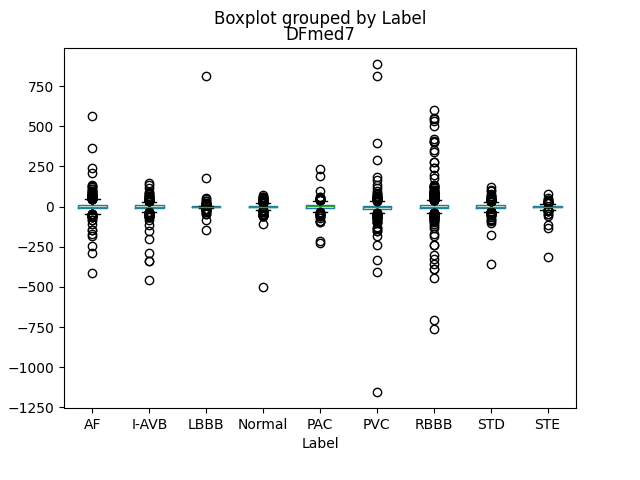 Boxplot grouped by Label
DFmed7
750
500
250
0
−250
−500
−750
−1000
−1250
AF I-AVB LBBB Normal PAC PVC RBBB STD STE
Label